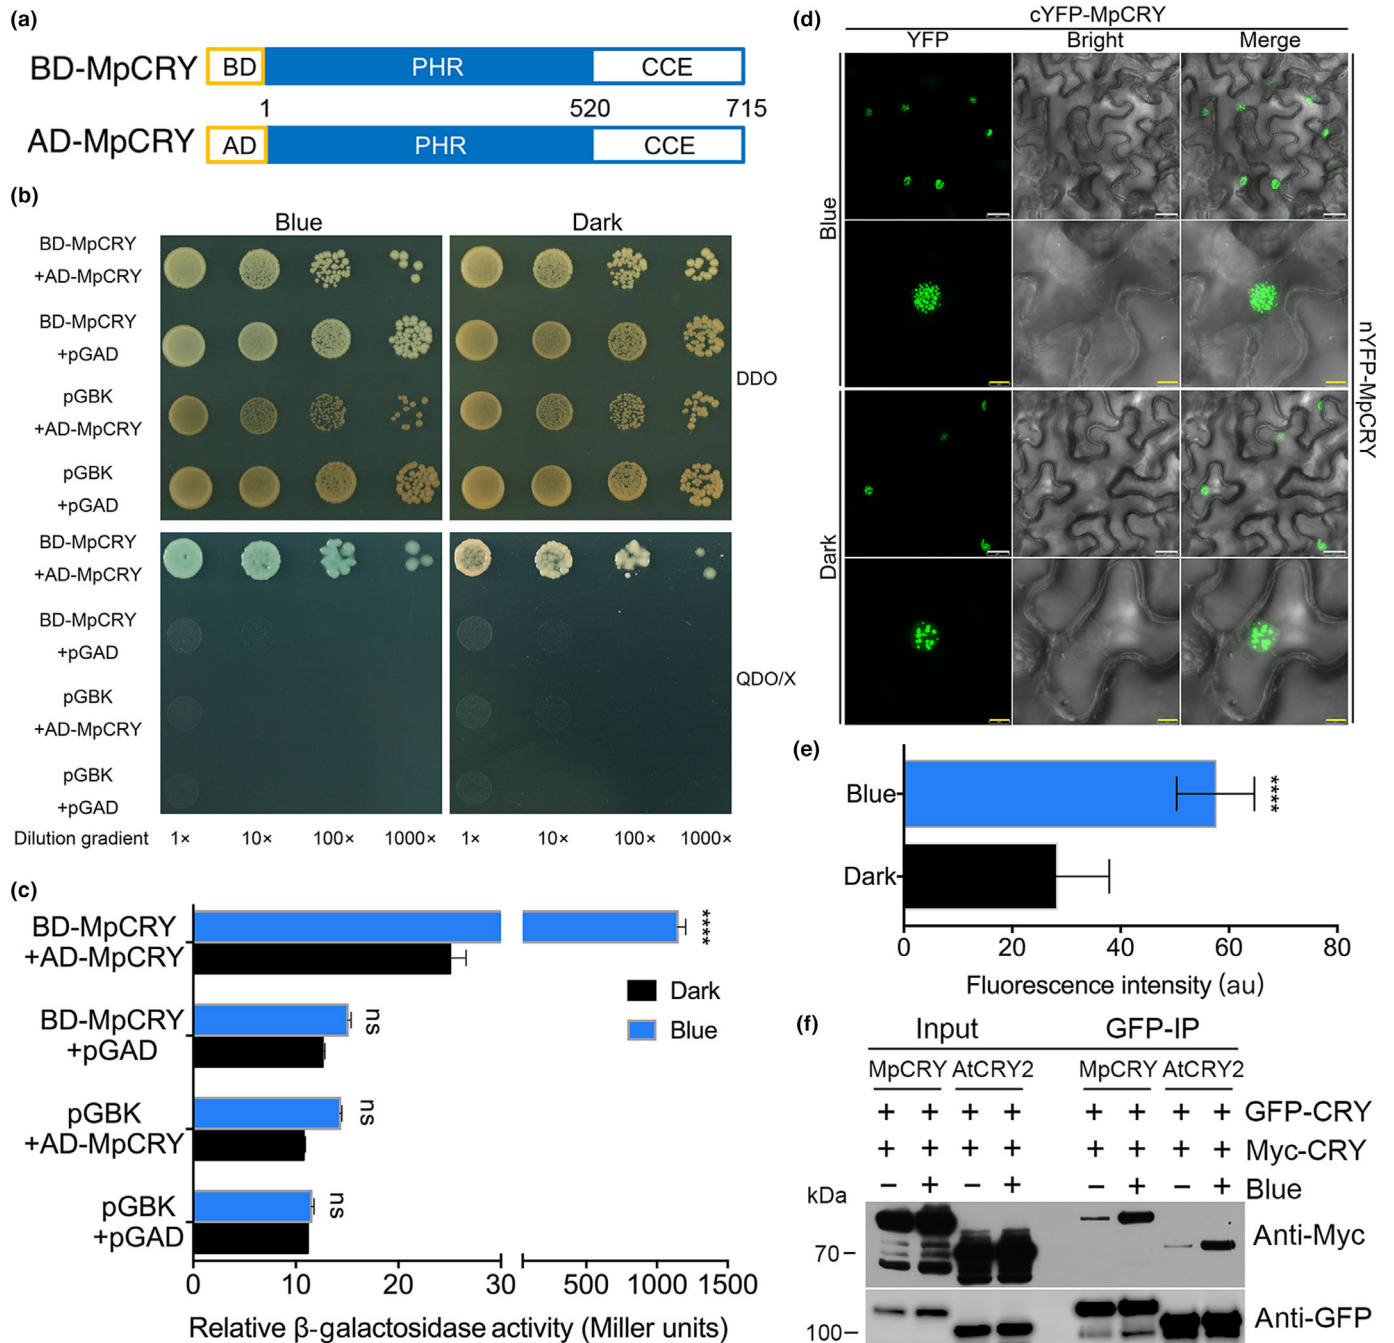 (a)
BD-MpCRY BD PHR CCE
1 520 715
AD-MpCRY AD PHR CCE
(b)
Blue Dark
BD-MpCRY
+AD-MpCRY
BD-MpCRY
+pGAD
DDO
pGBK
+AD-MpCRY
pGBK
+pGAD
BD-MpCRY
+AD-MpCRY
BD-MpCRY
+pGAD
QDO/X
pGBK
+AD-MpCRY
pGBK
+pGAD
Dilution gradient 1× 10× 100× 1000× 1× 10× 100× 1000×
(c)
BD-MpCRY
+AD-MpCRY
****
BD-MpCRY
+pGAD
ns
pGBK
+AD-MpCRY
ns
pGBK
+pGAD
ns
Dark
Blue
0 10 20 30 500 1000 1500
Relative β-galactosidase activity (Miller units)
(d)
cYFP-MpCRY
YFP Bright Merge
Blue
Dark
nYFP-MpCRY
(e)
Blue
****
Dark
0 20 40 60 80
Fluorescence intensity (au)
(f)
Input GFP-IP
MpCRY AtCRY2 MpCRY AtCRY2
+ + + + + + + + GFP-CRY
+ + + + + + + + Myc-CRY
− + − + − + − + Blue
kDa
70 Anti-Myc
100 Anti-GFP